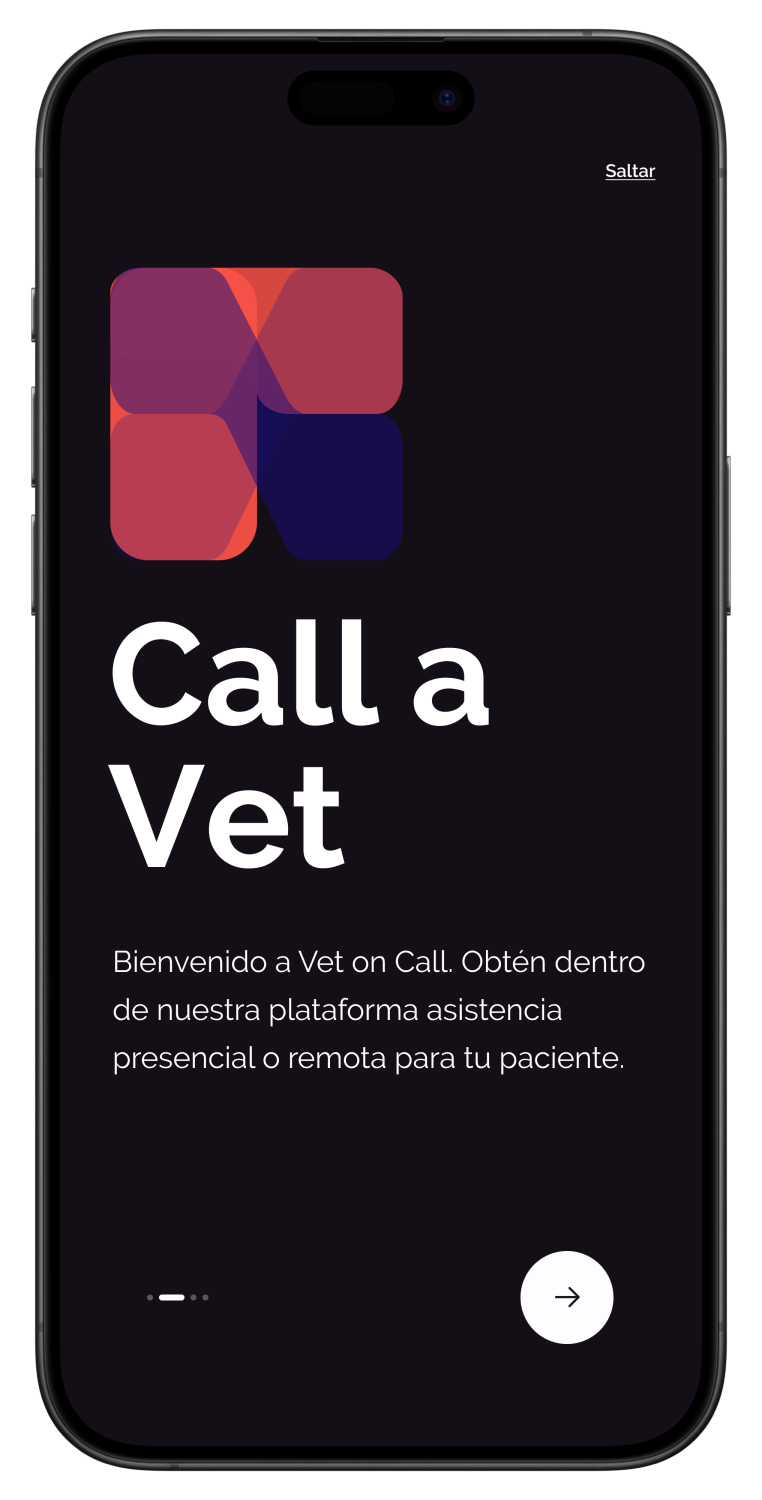 Saltar
Call a
Vet
Bienvenido a Vet on Call. Obtén dentro
de nuestra plataforma asistencia
presencial o remota para tu paciente.